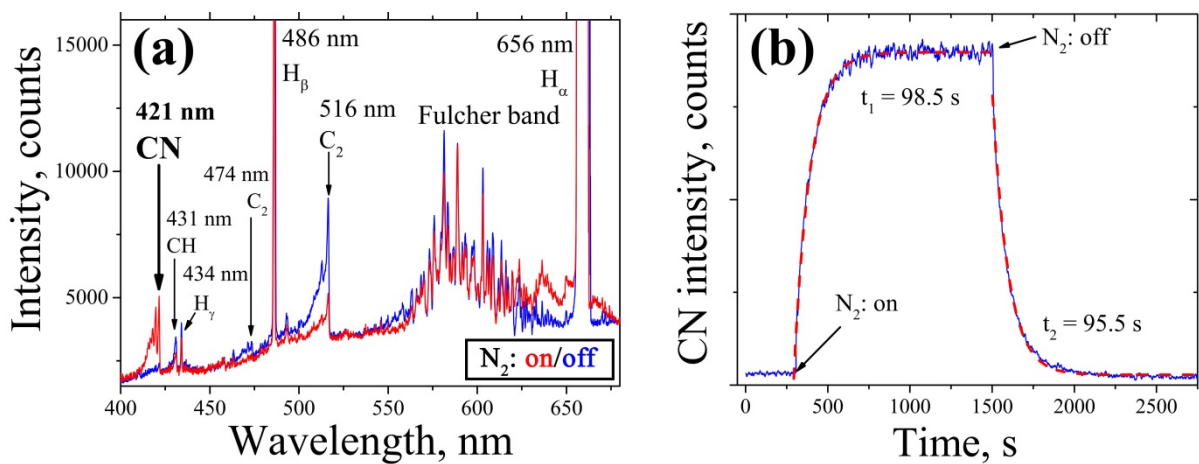 (a)
Intensity, counts
15000
10000
5000
421 nm
CN
431 nm
CH
434 nm
Hγ
474 nm
C2
486 nm
Hβ
516 nm
C2
Fulcher band
656 nm
Hα
N2: on/off
400 450 500 550 600 650
Wavelength, nm
(b)
CN intensity, counts
N2: off
t1 = 98.5 s
N2: on
t2 = 95.5 s
0 500 1000 1500 2000 2500
Time, s